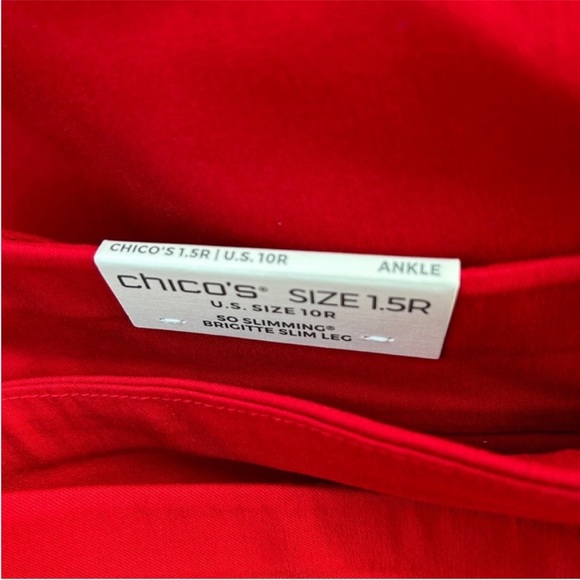 CHICO'S 1.5R | U.S. 10R ANKLE
chico's® SIZE 1.5R
U.S. SIZE 10R
SO SLIMMING®
BRIGITTE SLIM LEG